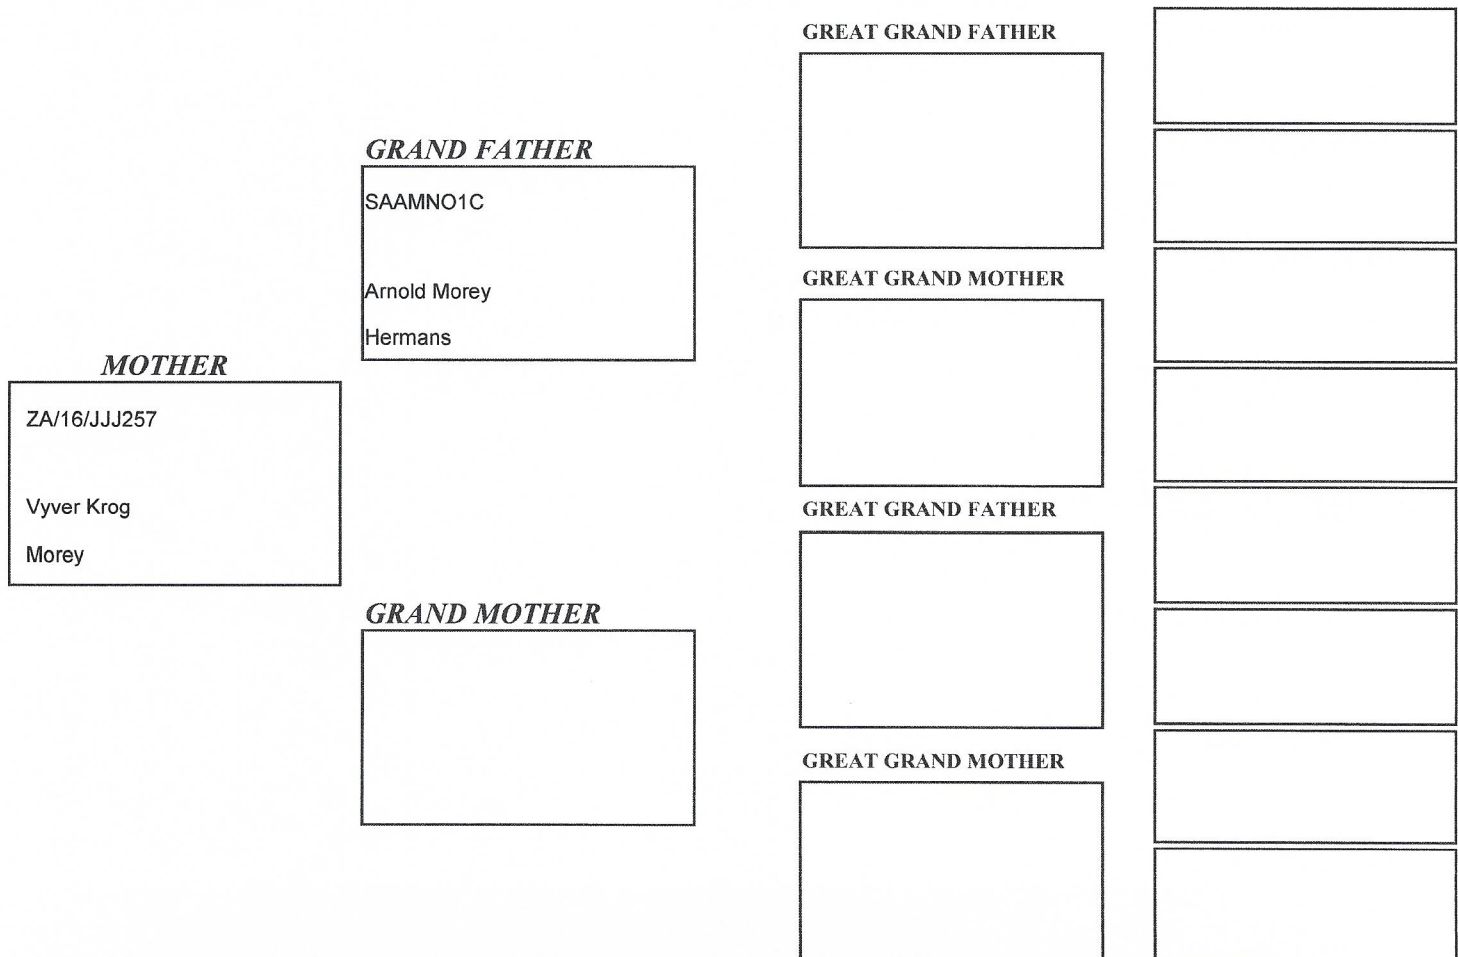 MOTHER
ZA/16/JJJ257
Vyver Krog
Morey
GRAND FATHER
SAAMNO1C
Arnold Morey
Hermans
GRAND MOTHER
GREAT GRAND FATHER
GREAT GRAND MOTHER
GREAT GRAND FATHER
GREAT GRAND MOTHER